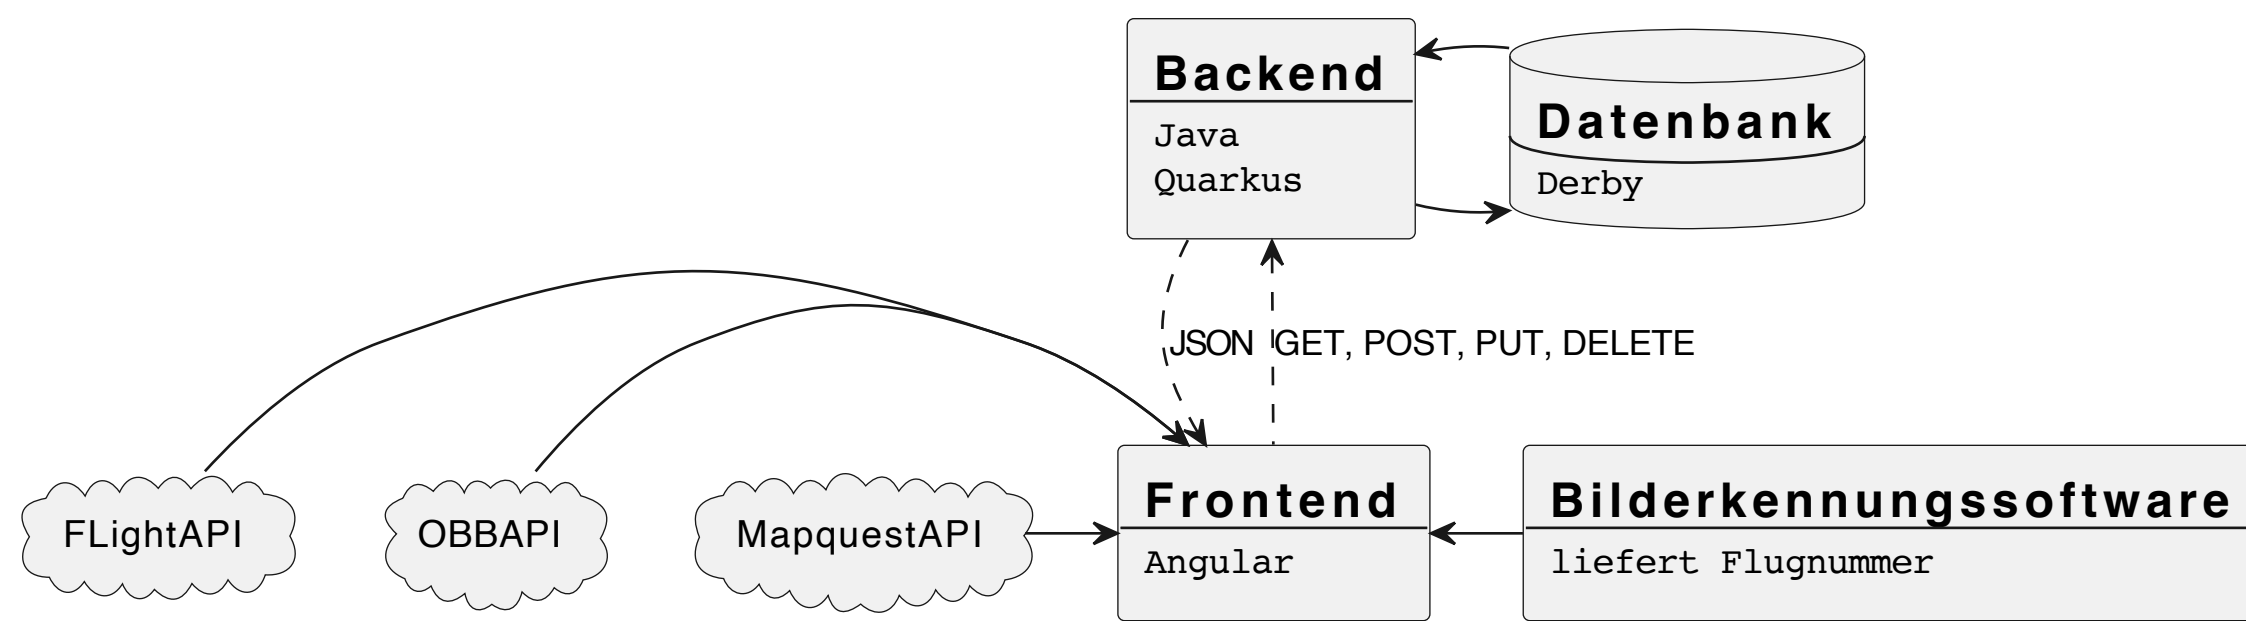 Backend
Java
Quarkus
Datenbank
Derby
JSON
GET, POST, PUT, DELETE
FLightAPI
OBBAPI
MapquestAPI
Frontend
Angular
Bilderkennungssoftware
liefert Flugnummer